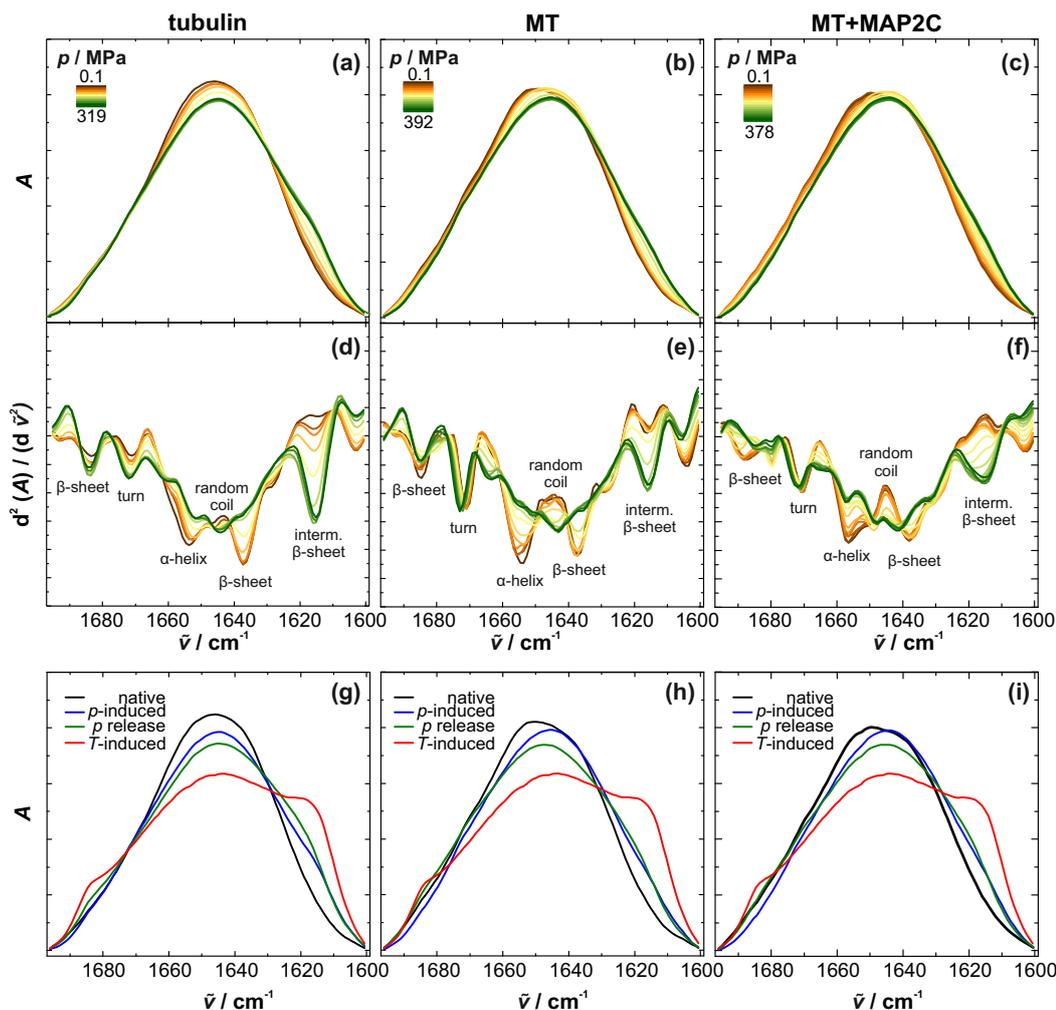 tubulin
MT
MT+MAP2C
(a)
p / MPa
0.1
319
(b)
p / MPa
0.1
392
(c)
p / MPa
0.1
378
A
(d)
β-sheet
turn
random
coil
α-helix
β-sheet
interm.
β-sheet
(e)
β-sheet
turn
random
coil
α-helix
β-sheet
interm.
β-sheet
(f)
β-sheet
turn
random
coil
α-helix
β-sheet
interm.
β-sheet
d² (A) / (d ṽ²)
1680 1660 1640 1620 1600
1680 1660 1640 1620 1600
1680 1660 1640 1620 1600
ṽ / cm⁻¹
ṽ / cm⁻¹
ṽ / cm⁻¹
(g)
native
p-induced
p release
T-induced
(h)
native
p-induced
p release
T-induced
(i)
native
p-induced
p release
T-induced
A
1680 1660 1640 1620 1600
1680 1660 1640 1620 1600
1680 1660 1640 1620 1600
ṽ / cm⁻¹
ṽ / cm⁻¹
ṽ / cm⁻¹